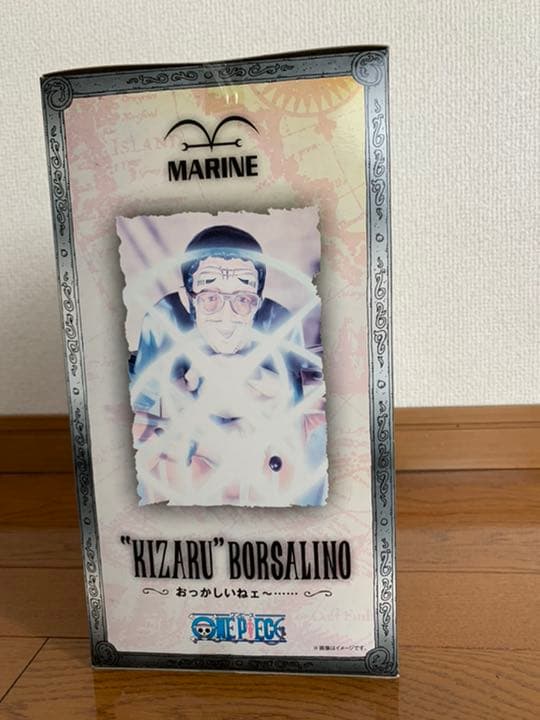 MARINE
"KIZARU" BORSALINO
おっかしいねェ〜……
ONE PIECE
※画像はイメージです。